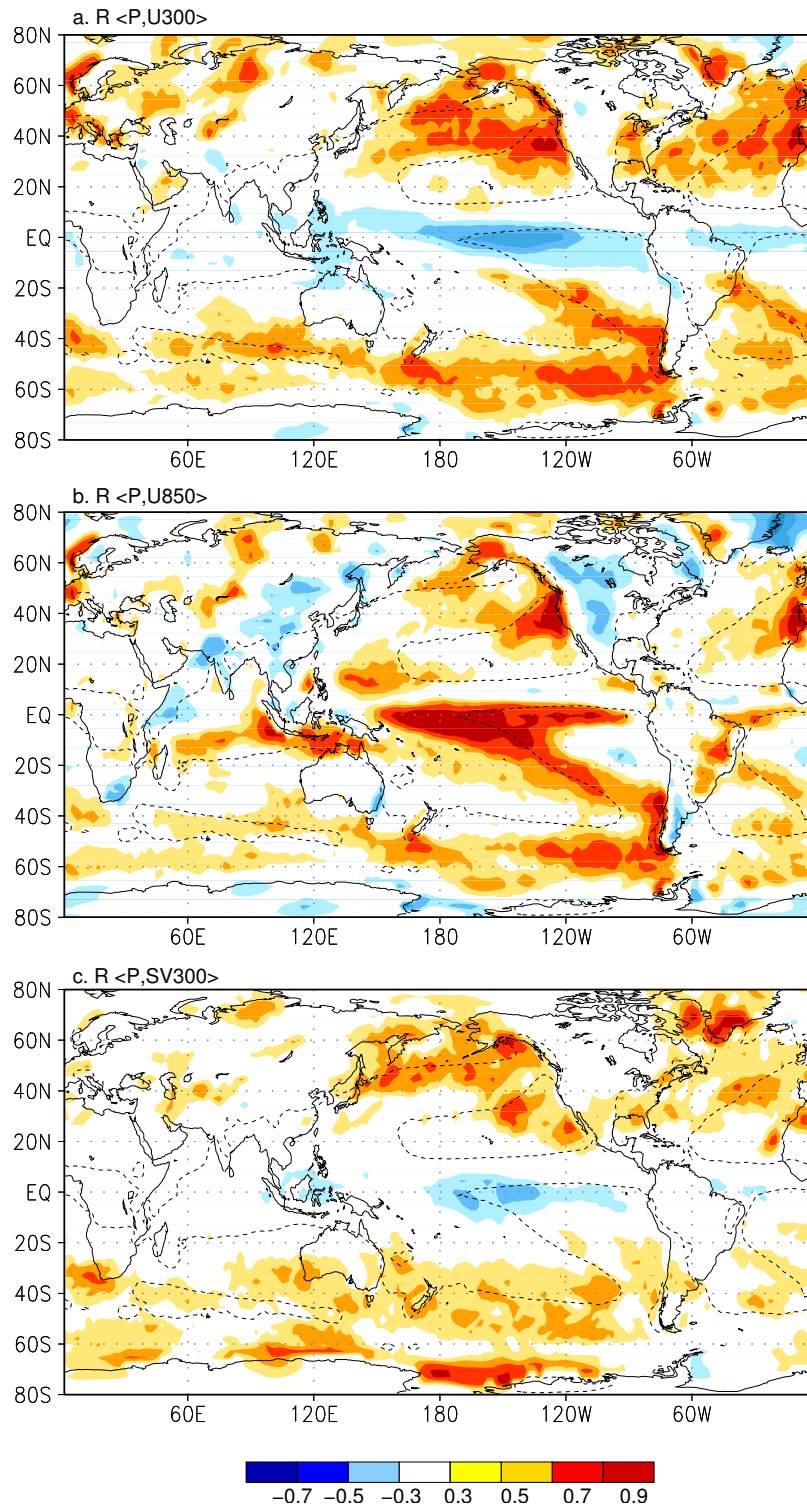 a. R <P,U300>
80N
60N
40N
20N
EQ
20S
40S
60S
80S
60E 120E 180 120W 60W
b. R <P,U850>
80N
60N
40N
20N
EQ
20S
40S
60S
80S
60E 120E 180 120W 60W
c. R <P,SV300>
80N
60N
40N
20N
EQ
20S
40S
60S
80S
60E 120E 180 120W 60W
−0.7 −0.5 −0.3 0.3 0.5 0.7 0.9